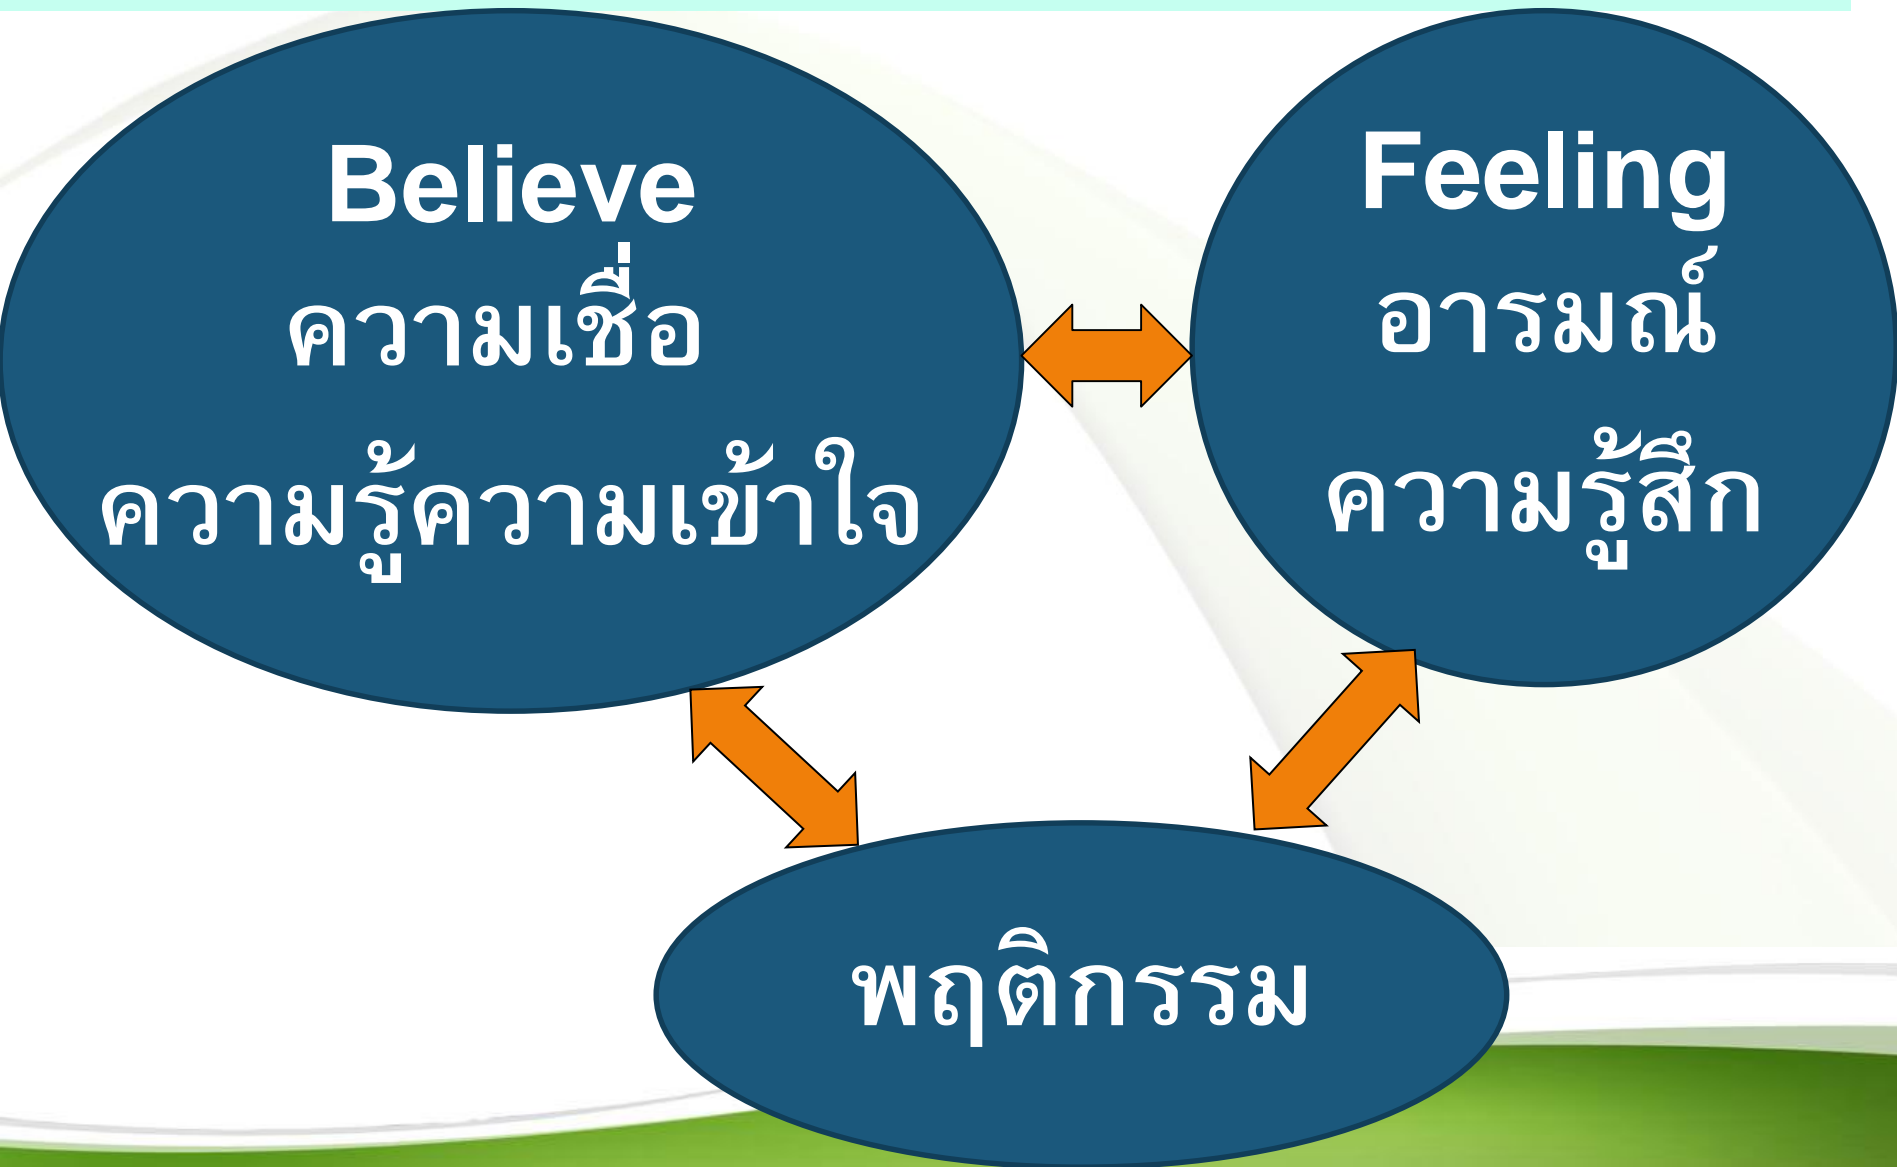 Believe
ความเชื่อ
ความรู้ความเข้าใจ
Feeling
อารมณ์
ความรู้สึก
พฤติกรรม